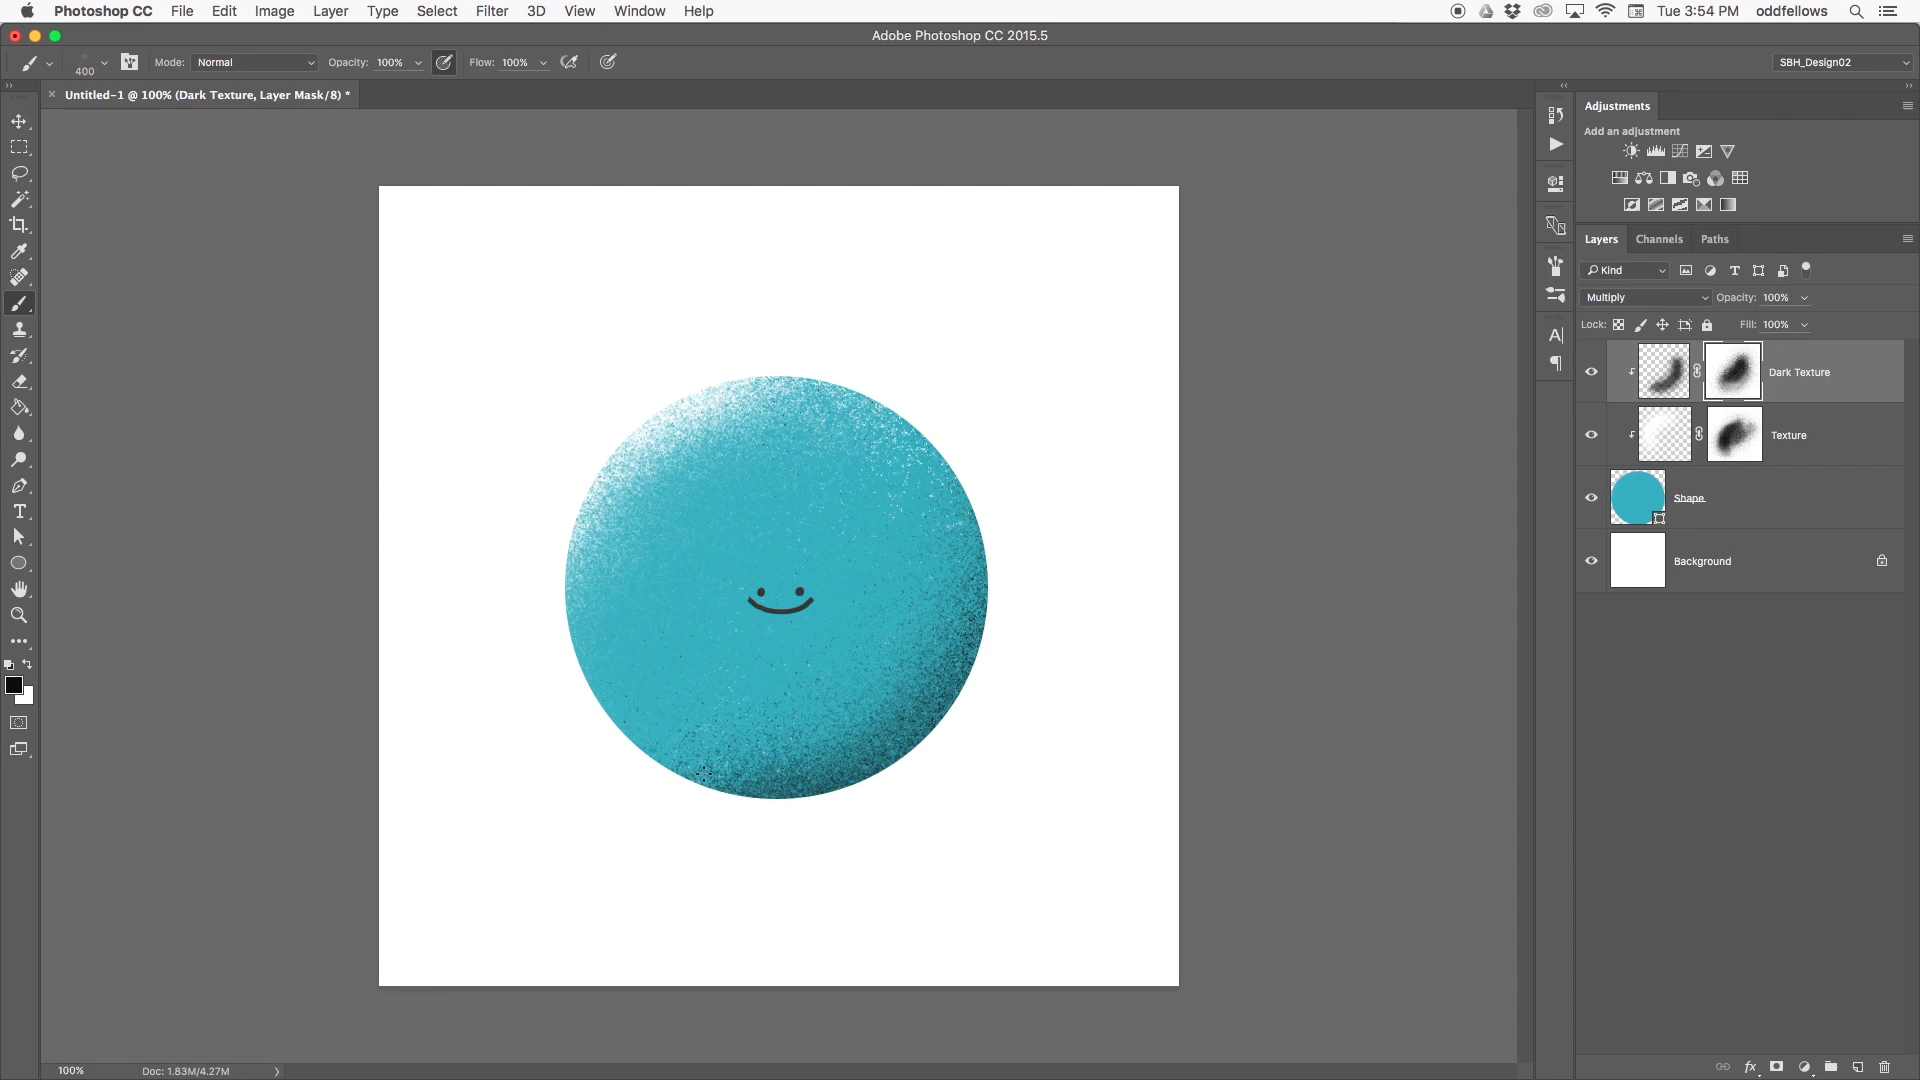 Photoshop CC File Edit Image Layer Type Select Filter 3D View Window Help Tue 3:54 PM oddfellows
Adobe Photoshop CC 2015.5
400 Mode: Normal Opacity: 100% Flow: 100% SBH_Design02
Untitled-1 @ 100% (Dark Texture, Layer Mask/8) *
Adjustments
Add an adjustment
Layers Channels Paths
Kind
Multiply Opacity: 100%
Lock: Fill: 100%
Dark Texture
Texture
Shape
Background
100% Doc: 1.83M/4.27M